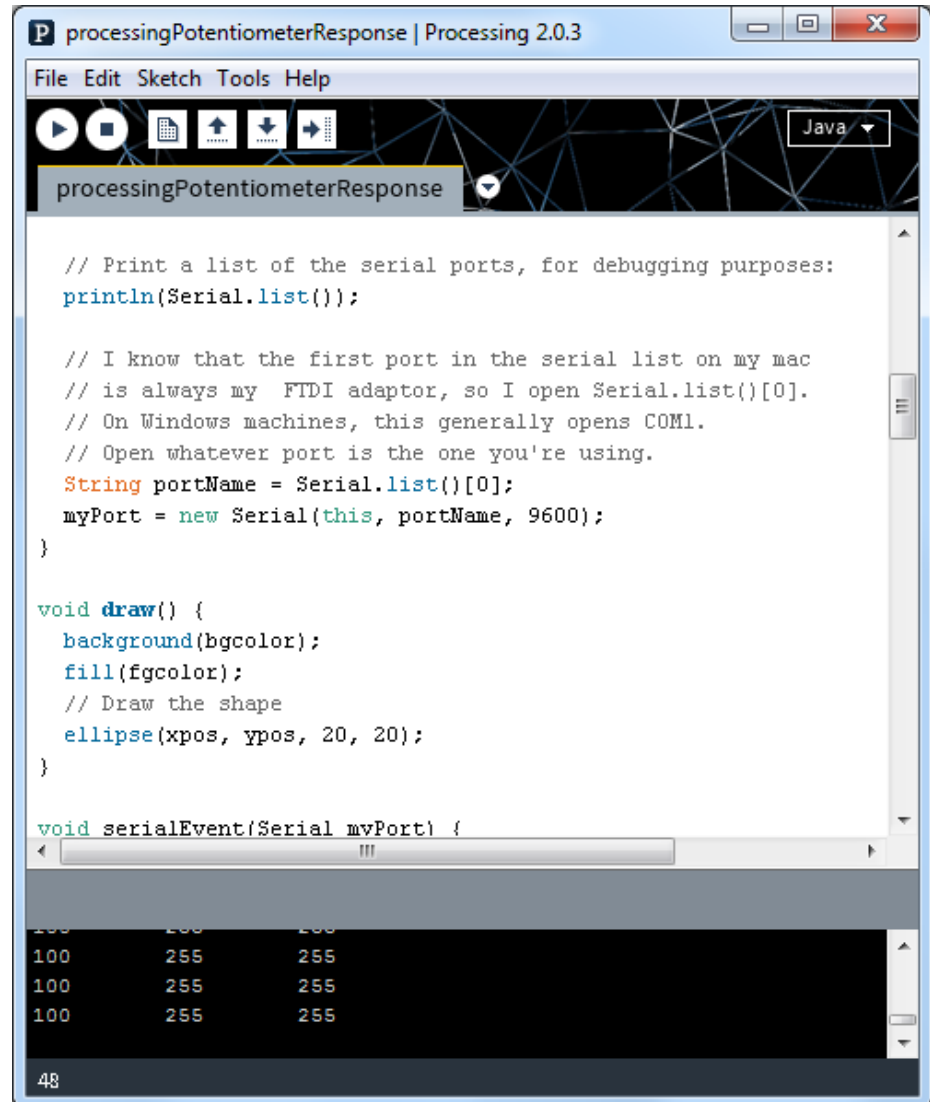 P processingPotentiometerResponse | Processing 2.0.3
File Edit Sketch Tools Help
Java
processingPotentiometerResponse
// Print a list of the serial ports, for debugging purposes:
println(Serial.list());
// I know that the first port in the serial list on my mac
// is always my  FTDI adaptor, so I open Serial.list()[0].
// On Windows machines, this generally opens COM1.
// Open whatever port is the one you're using.
String portName = Serial.list()[0];
myPort = new Serial(this, portName, 9600);
}
void draw() {
background(bgcolor);
fill(fgcolor);
// Draw the shape
ellipse(xpos, ypos, 20, 20);
}
void serialEvent(Serial myPort) {
100 255 255
100 255 255
100 255 255
48